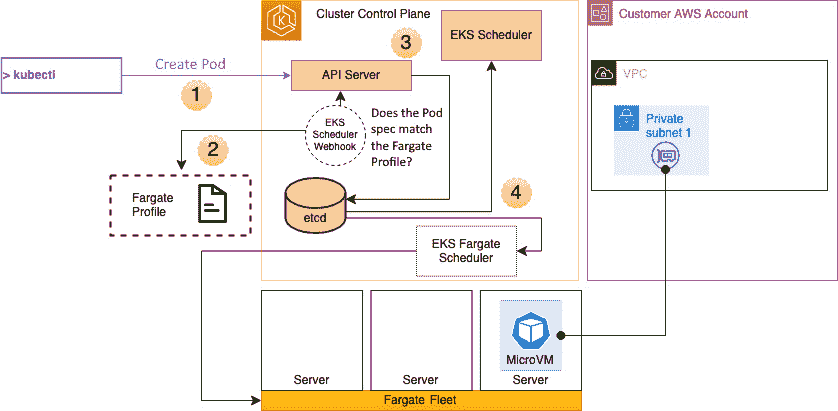 Cluster Control Plane
Customer AWS Account
EKS Scheduler
3
> kubectl
Create Pod
1
API Server
VPC
Private
subnet 1
EKS
Scheduler
Webhook
Does the Pod
spec match
the Fargate
Profile?
2
Fargate
Profile
etcd
4
EKS Fargate
Scheduler
MicroVM
Server
Server
Server
Fargate Fleet